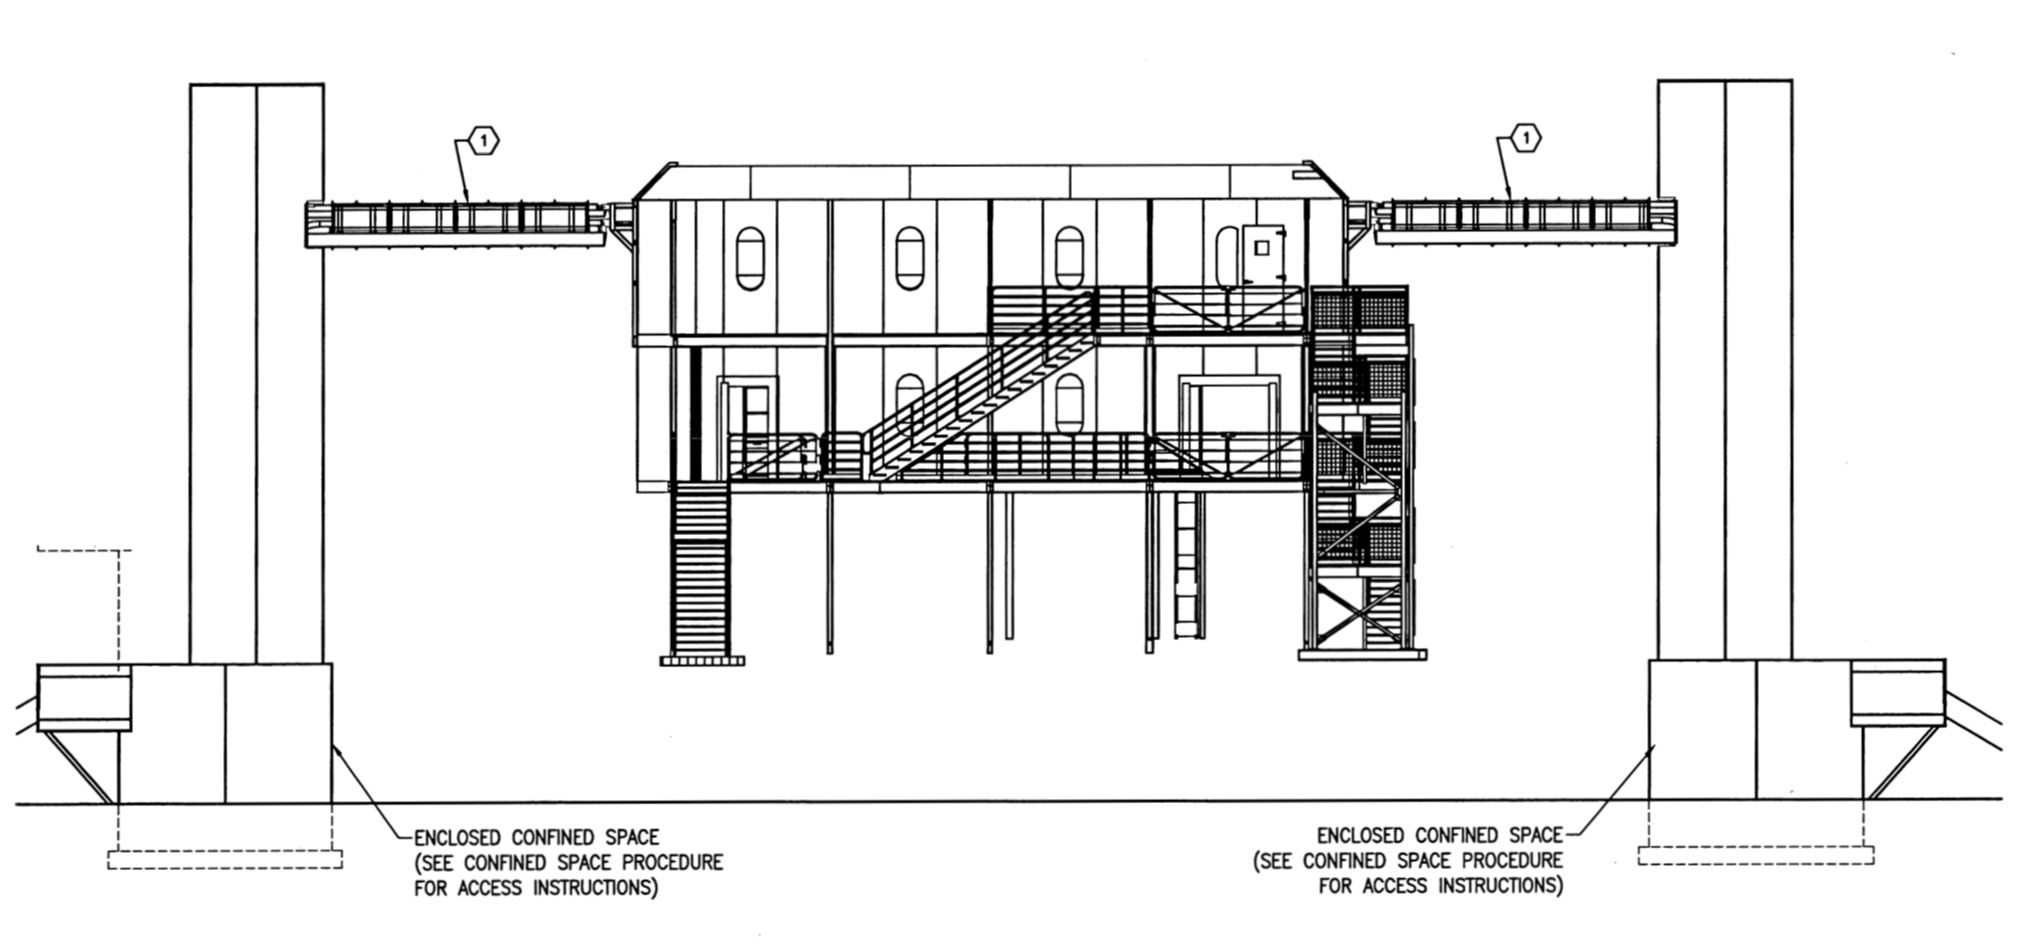 1
1
ENCLOSED CONFINED SPACE
(SEE CONFINED SPACE PROCEDURE
FOR ACCESS INSTRUCTIONS)
ENCLOSED CONFINED SPACE
(SEE CONFINED SPACE PROCEDURE
FOR ACCESS INSTRUCTIONS)